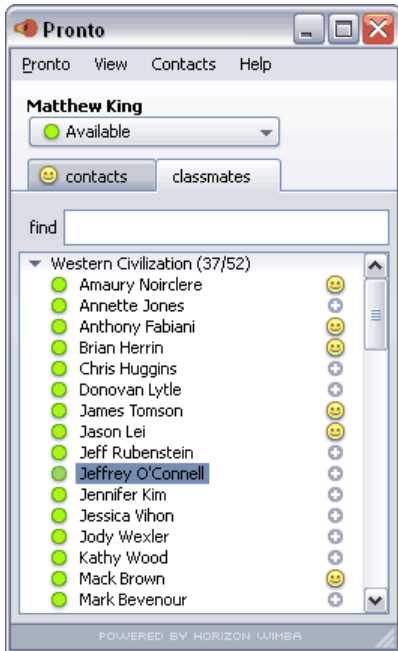 Pronto
Pronto View Contacts Help
Matthew King
Available
contacts classmates
find
Western Civilization (37/52)
Amaury Noirclere
Annette Jones
Anthony Fabiani
Brian Herrin
Chris Huggins
Donovan Lytle
James Tomson
Jason Lei
Jeff Rubenstein
Jeffrey O'Connell
Jennifer Kim
Jessica Vihon
Jody Wexler
Kathy Wood
Mack Brown
Mark Bevenour
POWERED BY HORIZON WIMBA